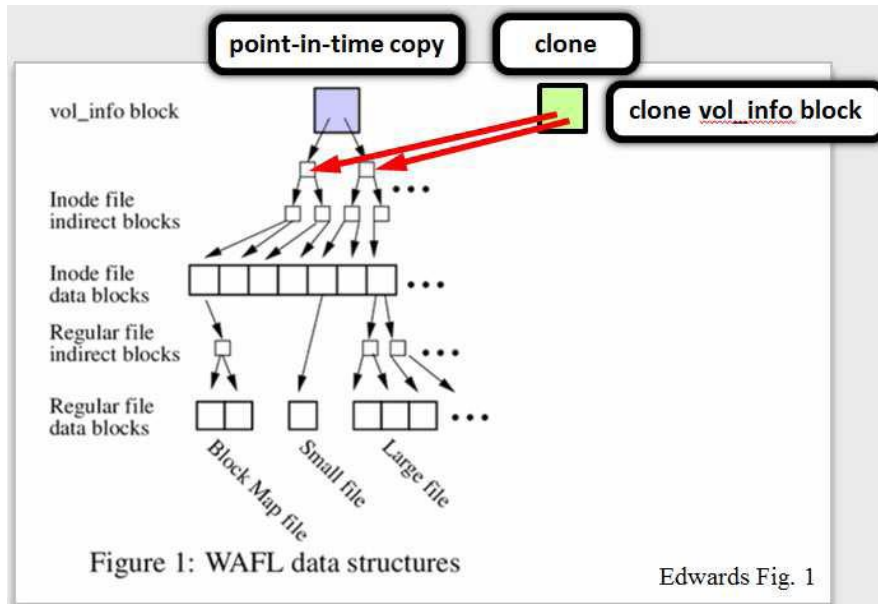 point-in-time copy
clone
vol_info block
clone vol_info block
Inode file
indirect blocks
Inode file
data blocks
Regular file
indirect blocks
Regular file
data blocks
Block Map file
Small file
Large file
Figure 1: WAFL data structures
Edwards Fig. 1